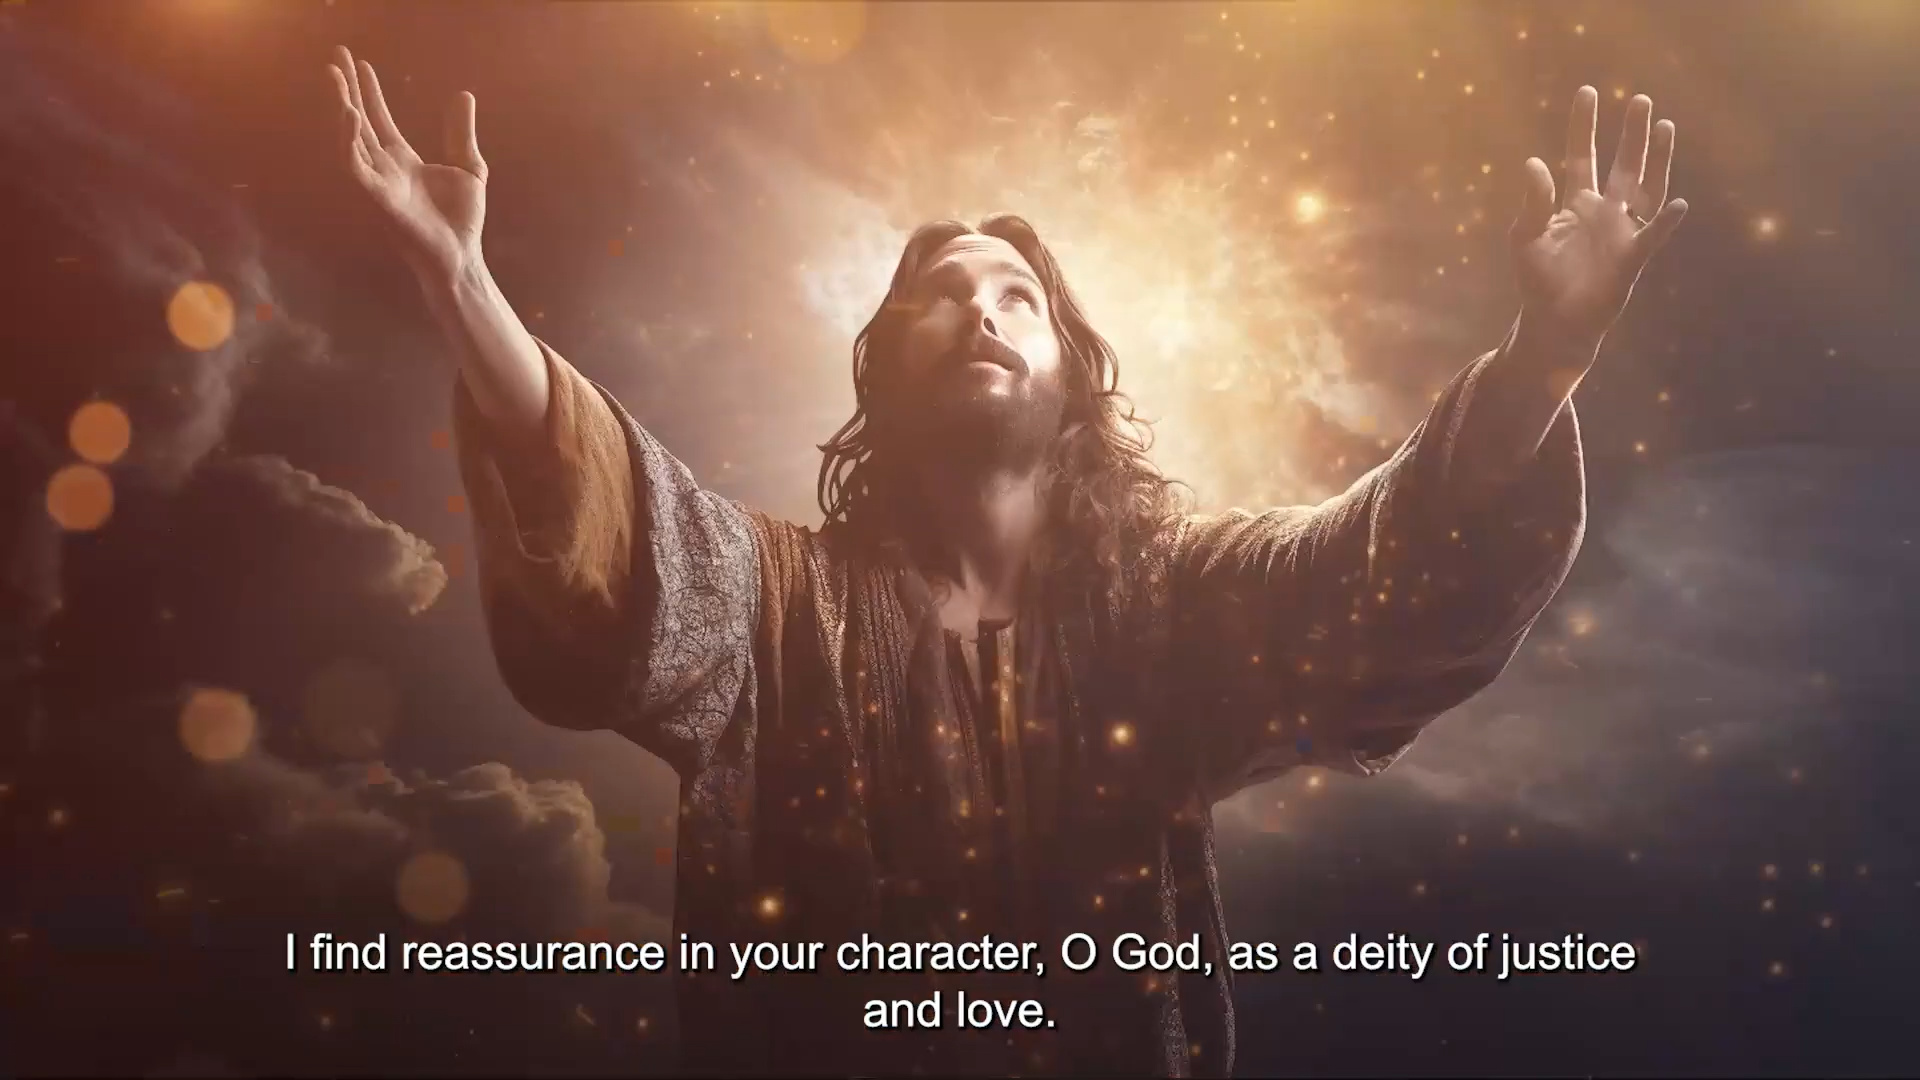 I find reassurance in your character, O God, as a deity of justice
and love.